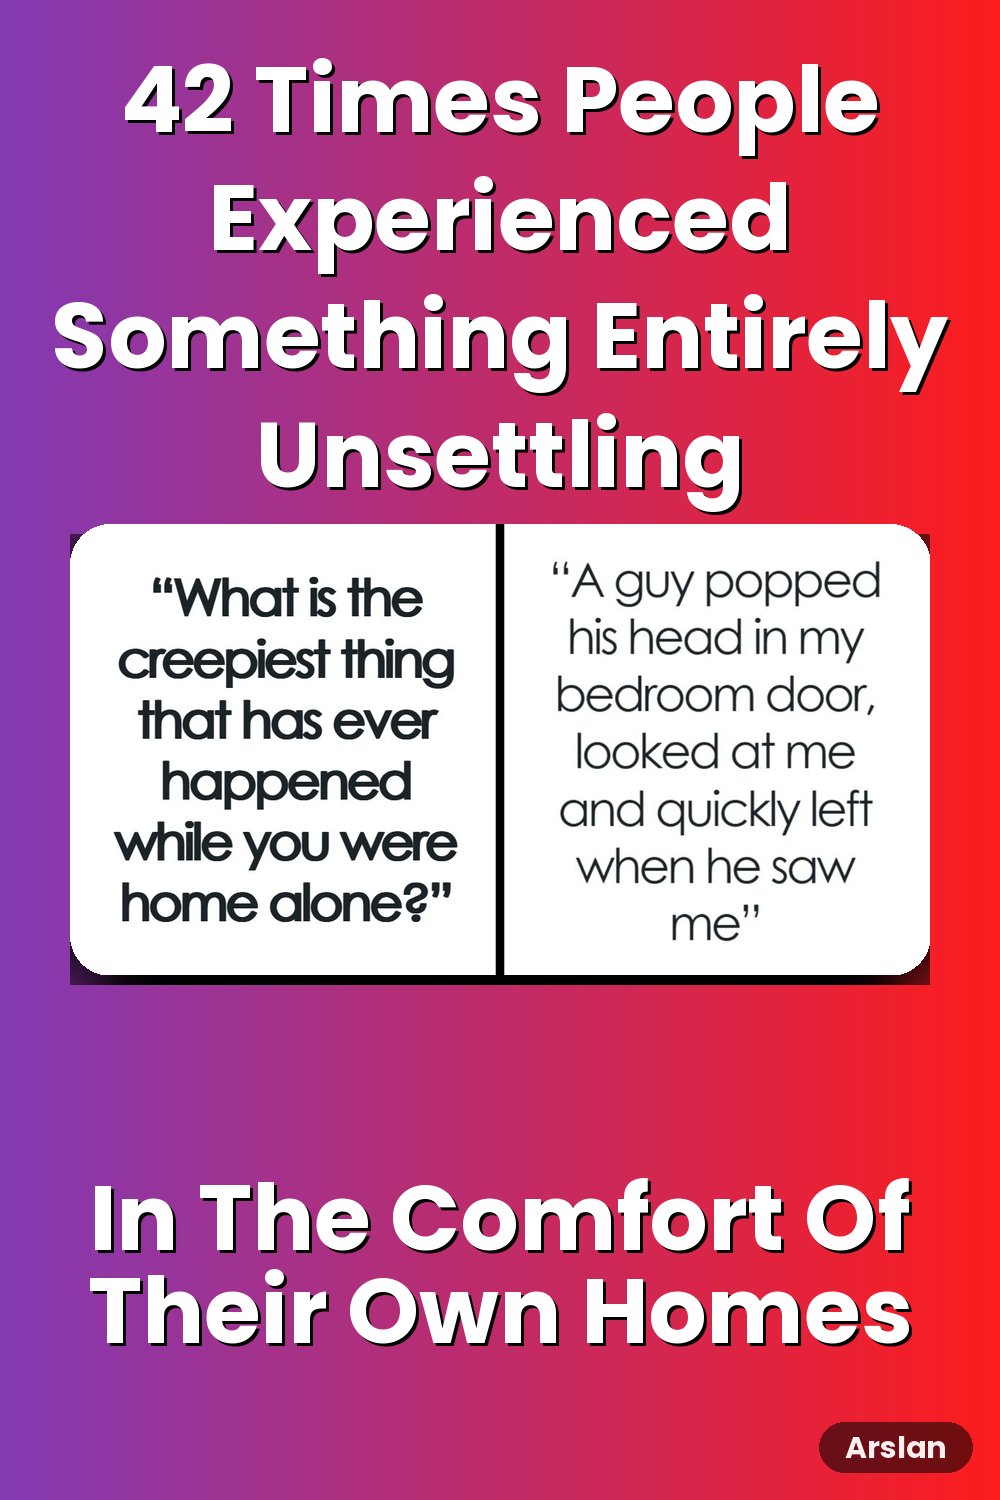 42 Times People
Experienced
Something Entirely
Unsettling
“What is the
creepiest thing
that has ever
happened
while you were
home alone?”
“A guy popped
his head in my
bedroom door,
looked at me
and quickly left
when he saw
me”
In The Comfort Of
Their Own Homes
Arslan